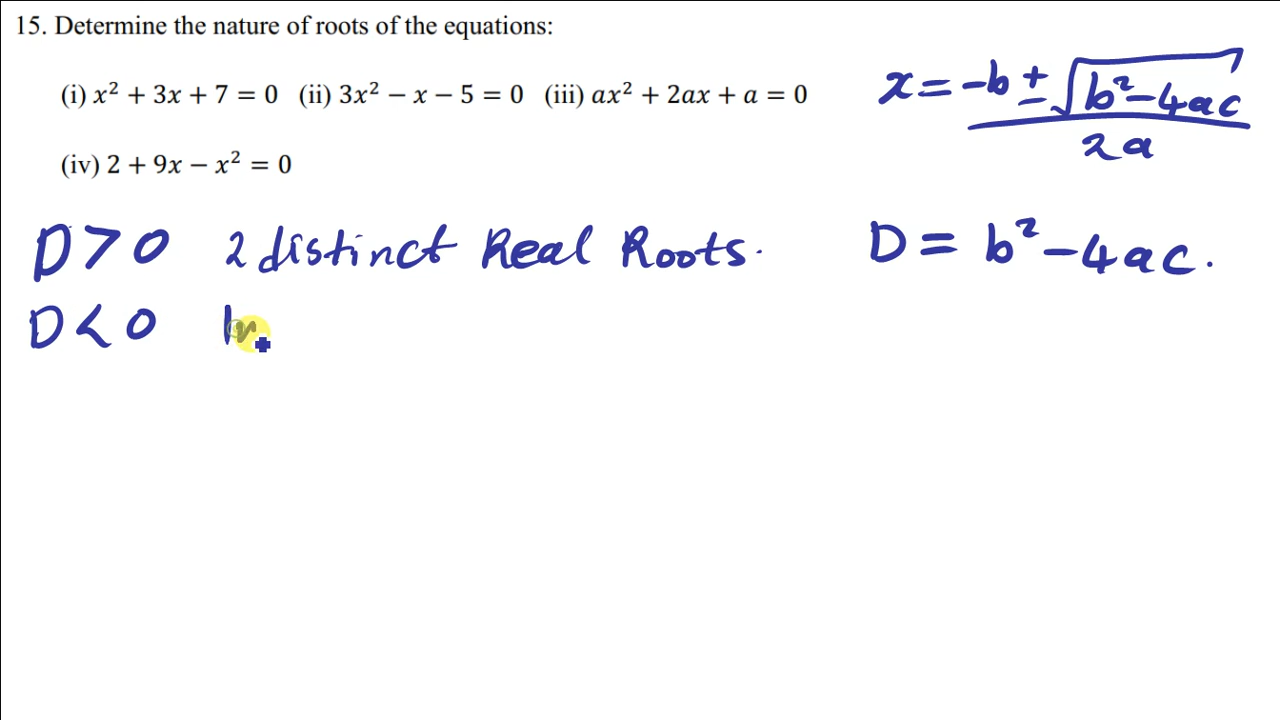 15. Determine the nature of roots of the equations:
(i) x² + 3x + 7 = 0 (ii) 3x² − x − 5 = 0 (iii) ax² + 2ax + a = 0
(iv) 2 + 9x − x² = 0
x = -b ± √(b² - 4ac) / 2a
D > 0 2 distinct Real Roots.
D = b² - 4ac.
D < 0